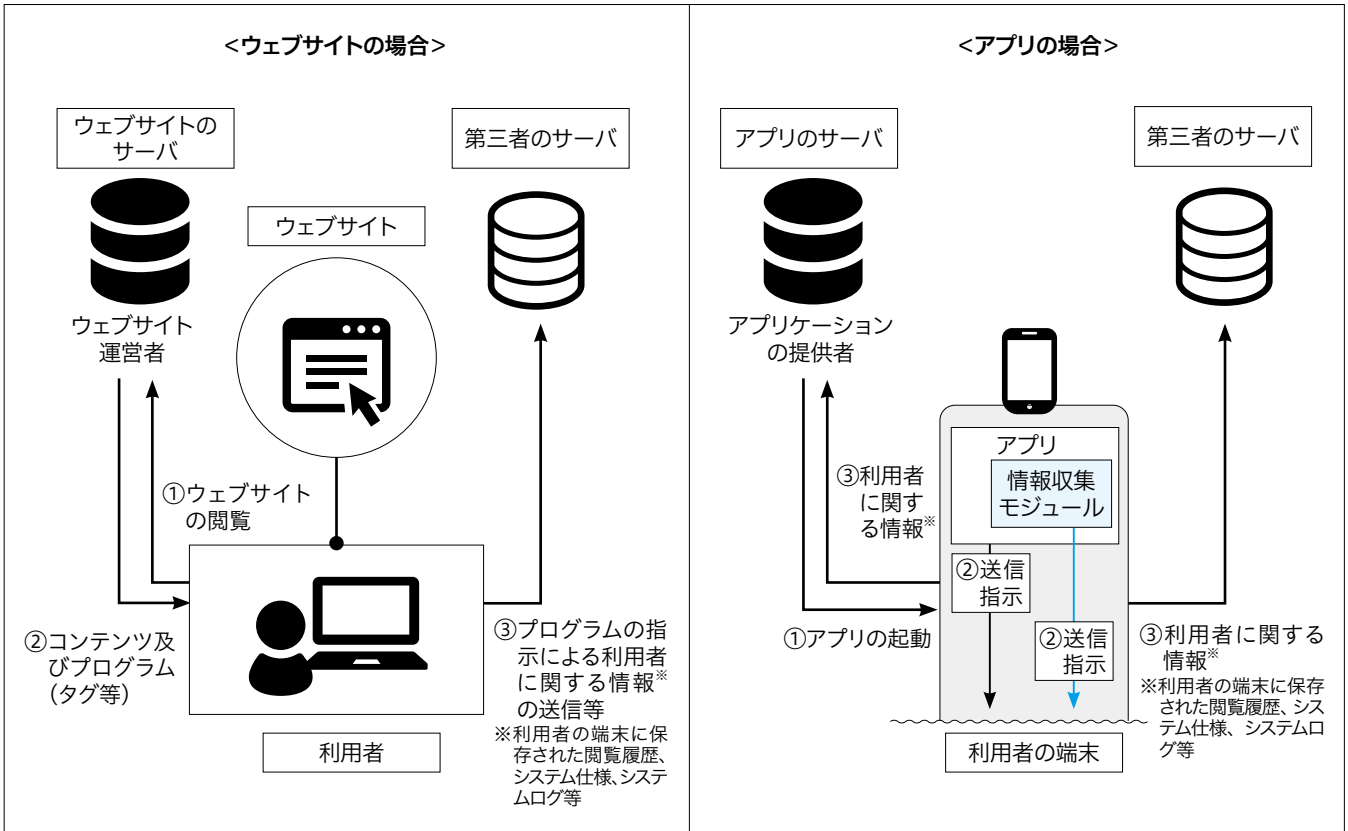 <ウェブサイトの場合>
ウェブサイトの
サーバ
第三者のサーバ
ウェブサイト
ウェブサイト
運営者
①ウェブサイト
の閲覧
②コンテンツ及
びプログラム
(タグ等)
③プログラムの指
示による利用者
に関する情報※
の送信等
※利用者の端末に保
存された閲覧履歴、
システム仕様、システ
ムログ等
利用者
<アプリの場合>
アプリのサーバ
第三者のサーバ
アプリケーション
の提供者
アプリ
情報収集
モジュール
③利用者
に関す
る情報※
②送信
指示
①アプリの起動
②送信
指示
③利用者に関する
情報※
※利用者の端末に保存
された閲覧履歴、シス
テム仕様、システムロ
グ等
利用者の端末